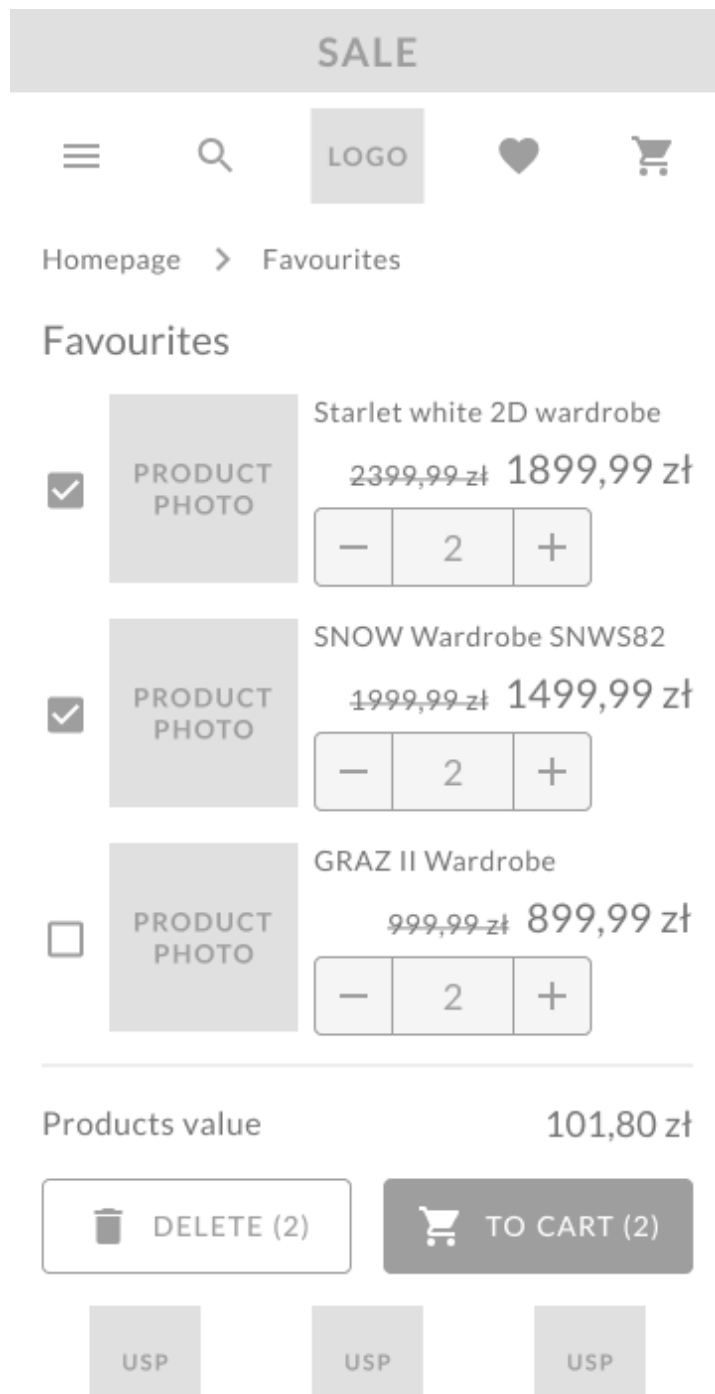 SALE
LOGO
Homepage > Favourites
Favourites
Starlet white 2D wardrobe
PRODUCT
PHOTO
2399,99 zł 1899,99 zł
2
SNOW Wardrobe SNWS82
PRODUCT
PHOTO
1999,99 zł 1499,99 zł
2
GRAZ II Wardrobe
PRODUCT
PHOTO
999,99 zł 899,99 zł
2
Products value 101,80 zł
DELETE (2) TO CART (2)
USP USP USP